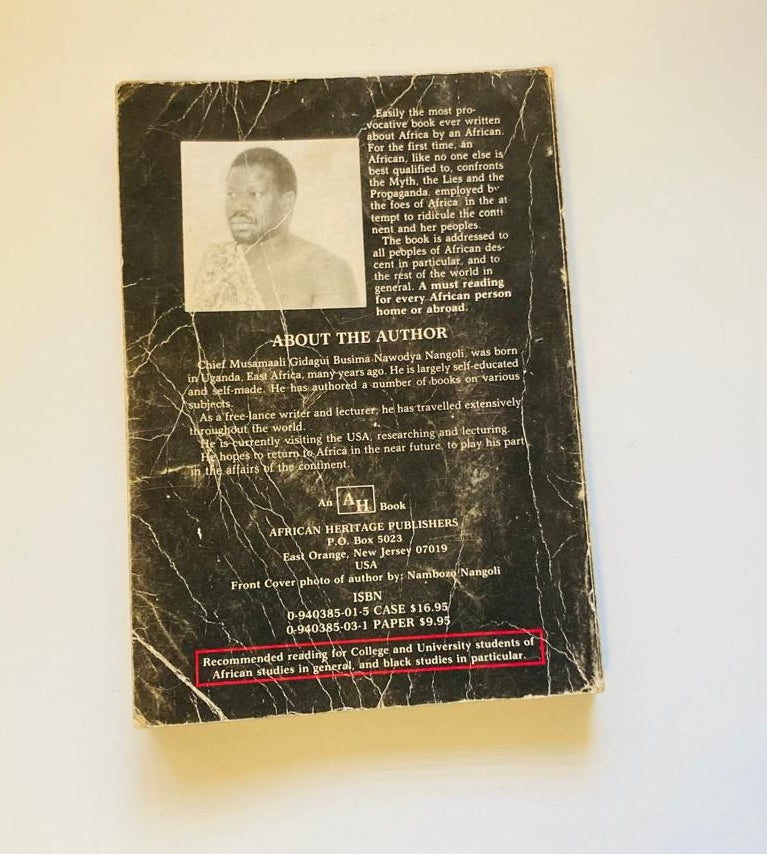 Easily the most pro-
vocative book ever written
about Africa by an African.
For the first time, an
African, like no one else is
best qualified to, confronts
the Myth, the Lies and the
Propaganda, employed by
the foes of Africa, in the at
tempt to ridicule the conti
nent and her peoples.
The book is addressed to
all peoples of African des-
cent in particular, and to
the rest of the world in
general. A must reading
for every African person
home or abroad.
ABOUT THE AUTHOR
Chief Musamaali Gidagui Busima Nawodya Nangoli, was born
in Uganda, East Africa, many years ago. He is largely self-educated
and self-made. He has authored a number of books on various
subjects.
As a free-lance writer and lecturer, he has travelled extensively
throughout the world.
He is currently visiting the USA, researching and lecturing.
He hopes to return to Africa in the near future, to play his part
in the affairs of the continent.
An AH Book
AFRICAN HERITAGE PUBLISHERS
P.O. Box 5023
East Orange, New Jersey 07019
USA
Front Cover photo of author by: Nambozo Nangoli
ISBN
0-940385-01-5 CASE $16.95
0-940385-03-1 PAPER $9.95
Recommended reading for College and University students of
African studies in general, and black studies in particular.